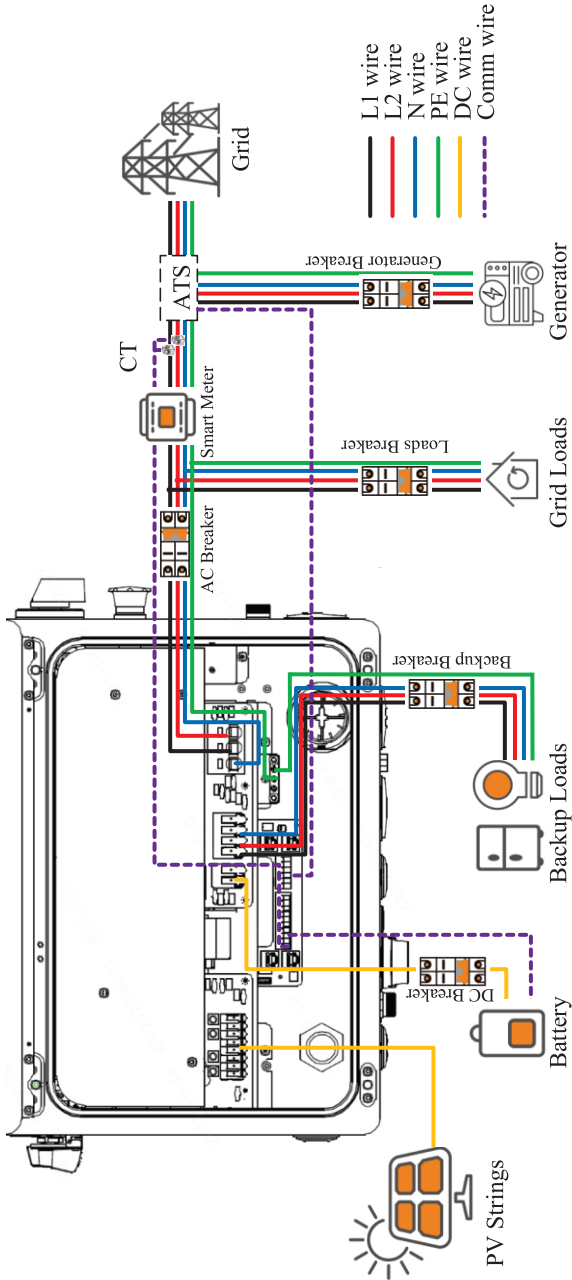 Grid
ATS
CT
Smart Meter
AC Breaker
Generator Breaker
Generator
Loads Breaker
Grid Loads
Backup Breaker
Backup Loads
DC Breaker
Battery
PV Strings
L1 wire
L2 wire
N wire
PE wire
DC wire
Comm wire